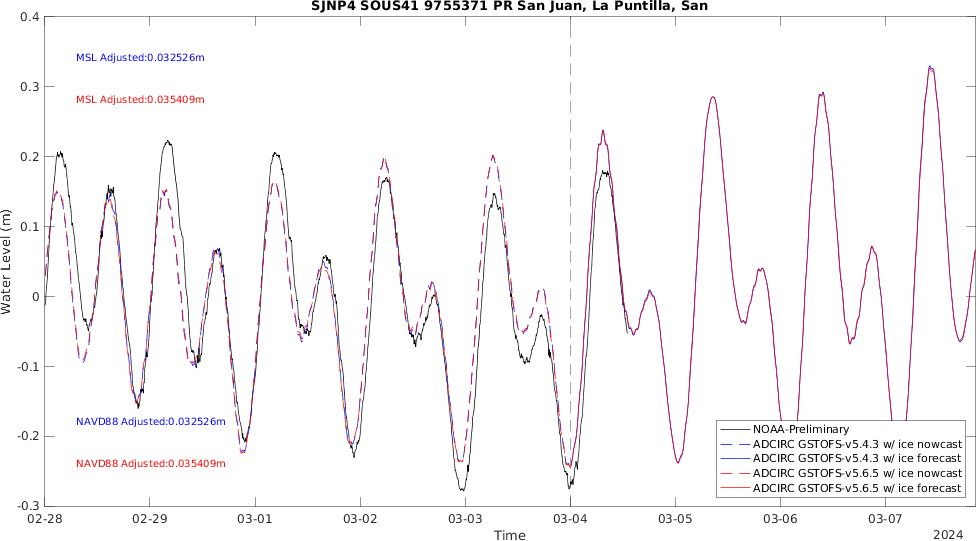 SJNP4 SOUS41 9755371 PR San Juan, La Puntilla, San
0.4
0.3
0.2
0.1
0
-0.1
-0.2
-0.3
Water Level (m)
MSL Adjusted:0.032526m
MSL Adjusted:0.035409m
NAVD88 Adjusted:0.032526m
NAVD88 Adjusted:0.035409m
NOAA-Preliminary
ADCIRC GSTOFS-v5.4.3 w/ ice nowcast
ADCIRC GSTOFS-v5.4.3 w/ ice forecast
ADCIRC GSTOFS-v5.6.5 w/ ice nowcast
ADCIRC GSTOFS-v5.6.5 w/ ice forecast
02-28 02-29 03-01 03-02 03-03 03-04 03-05 03-06 03-07
Time
2024